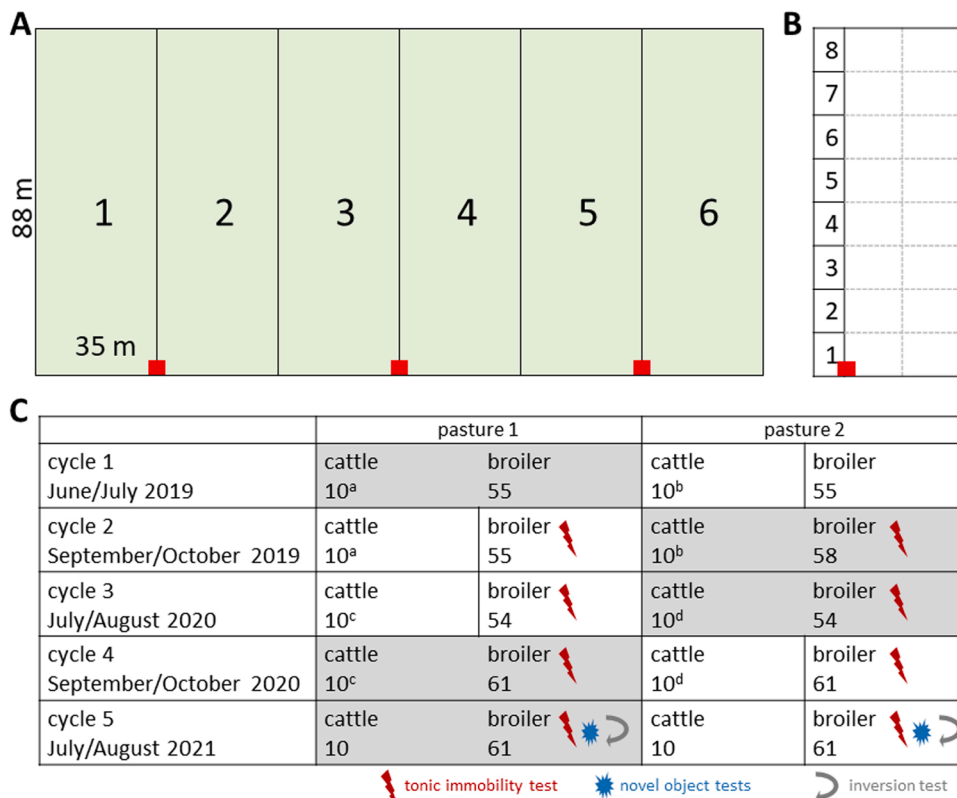 A
B
88 m
1 2 3 4 5 6
35 m
8
7
6
5
4
3
2
1
C
pasture 1 pasture 2
cycle 1 cattle broiler cattle broiler
June/July 2019 10ᵃ 55 10ᵇ 55
cycle 2 cattle broiler cattle broiler
September/October 2019 10ᵃ 55 10ᵇ 58
cycle 3 cattle broiler cattle broiler
July/August 2020 10ᶜ 54 10ᵈ 54
cycle 4 cattle broiler cattle broiler
September/October 2020 10ᶜ 61 10ᵈ 61
cycle 5 cattle broiler cattle broiler
July/August 2021 10 61 10 61
tonic immobility test novel object tests inversion test